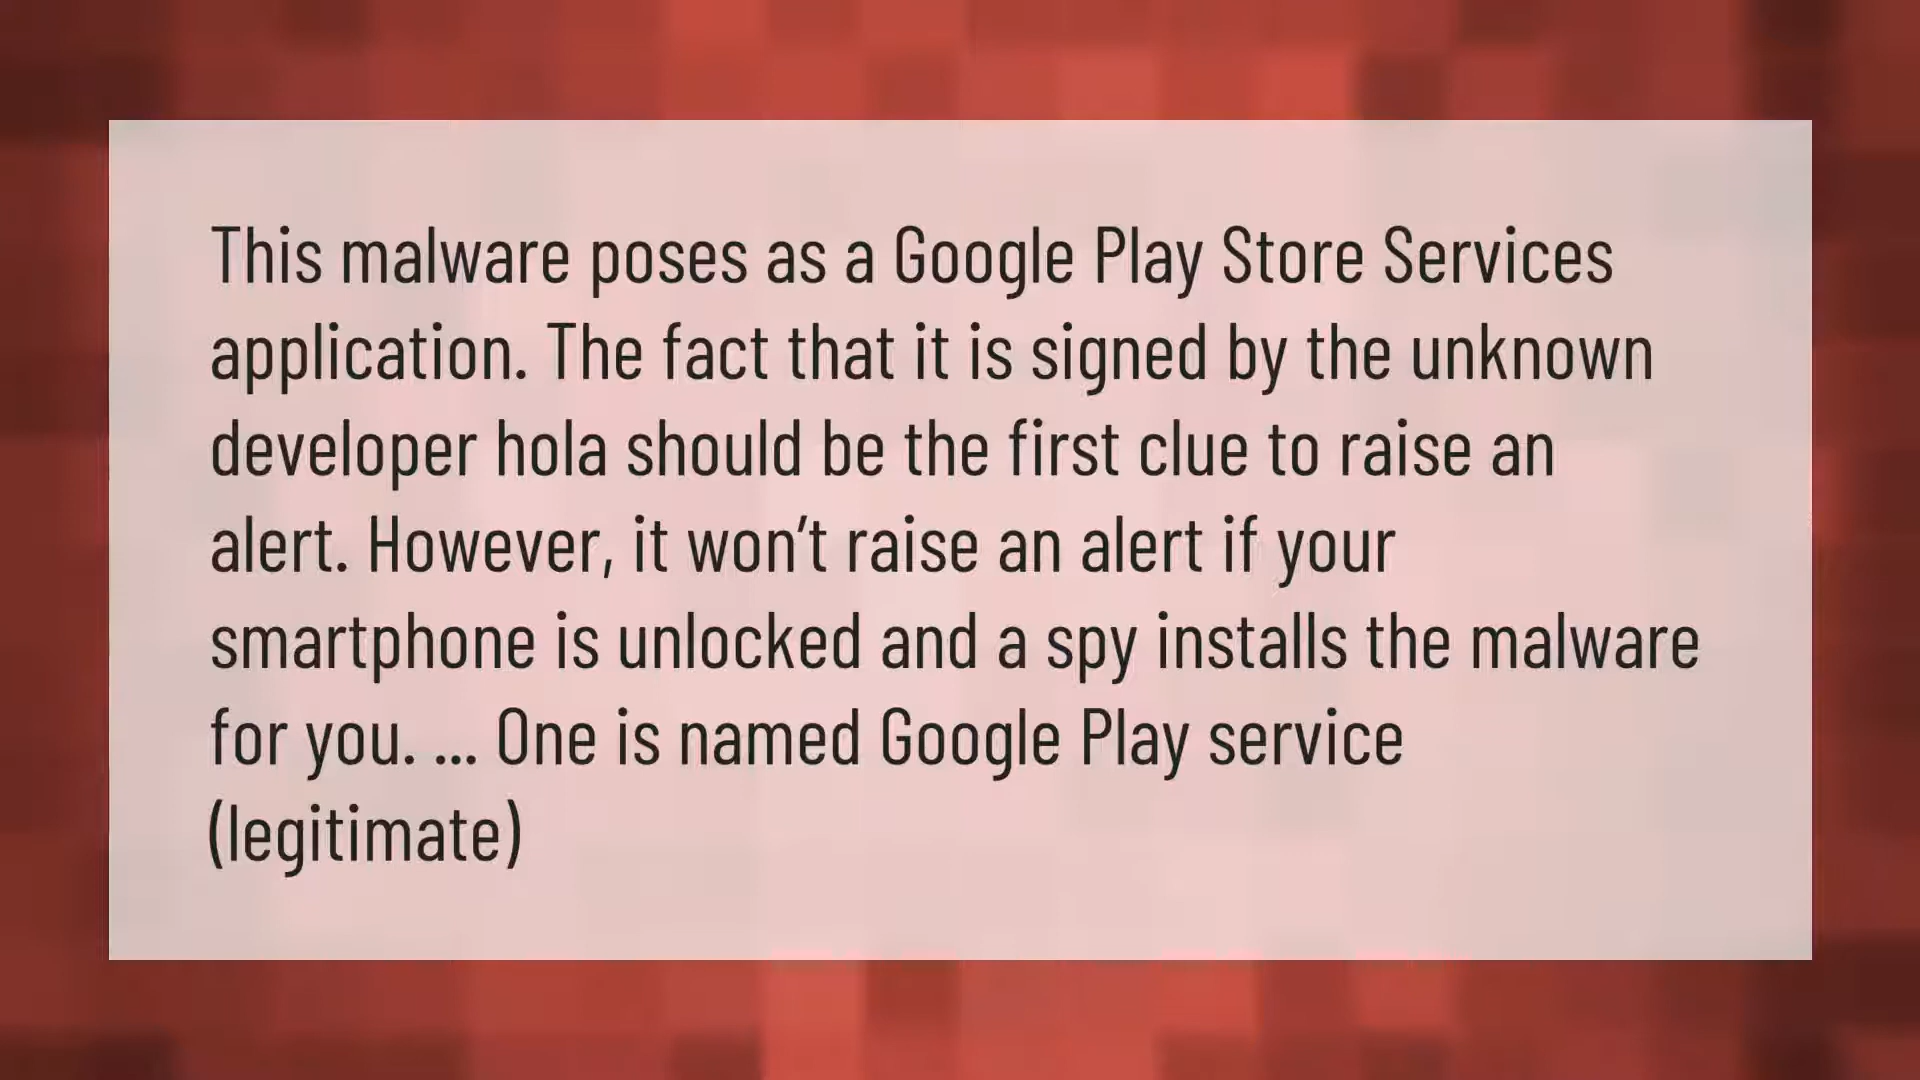 This malware poses as a Google Play Store Services
application. The fact that it is signed by the unknown
developer hola should be the first clue to raise an
alert. However, it won’t raise an alert if your
smartphone is unlocked and a spy installs the malware
for you. ... One is named Google Play service
(legitimate)